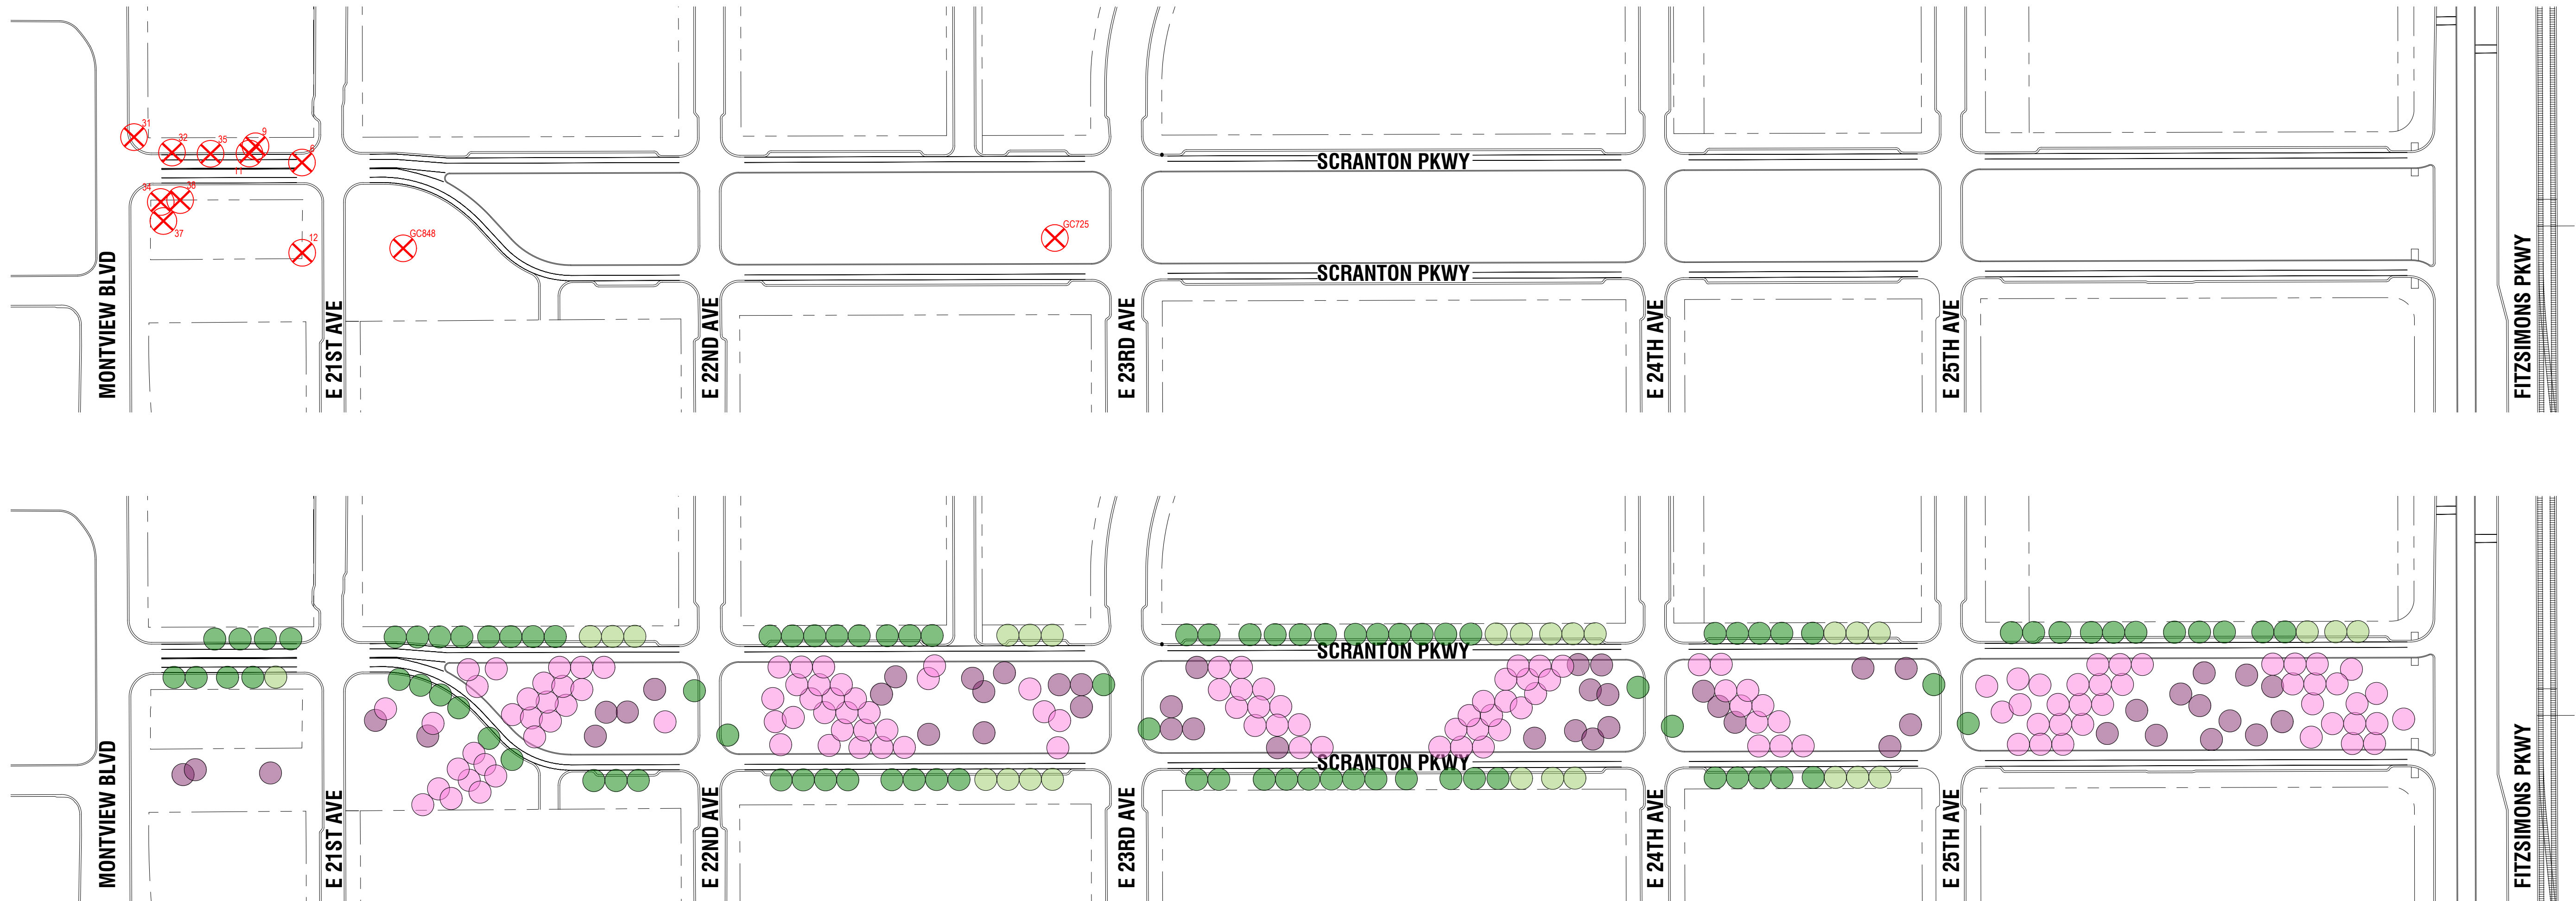 31
32
35
9
11
6
34
38
37
12
GC848
GC725
SCRANTON PKWY
SCRANTON PKWY
MONTVIEW BLVD
E 21ST AVE
E 22ND AVE
E 23RD AVE
E 24TH AVE
E 25TH AVE
FITZSIMONS PKWY
SCRANTON PKWY
SCRANTON PKWY
MONTVIEW BLVD
E 21ST AVE
E 22ND AVE
E 23RD AVE
E 24TH AVE
E 25TH AVE
FITZSIMONS PKWY